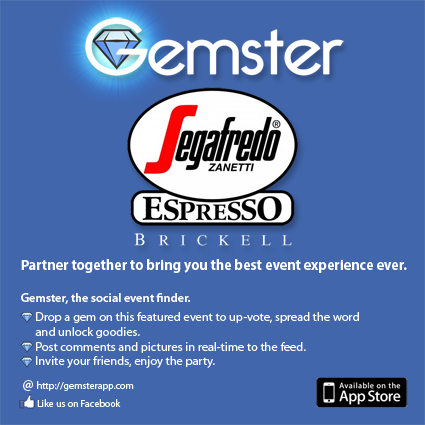 Gemster
Segafredo®
ZANETTI
ESPRESSO
BRICKELL
Partner together to bring you the best event experience ever.
Gemster, the social event finder.
Drop a gem on this featured event to up-vote, spread the word
and unlock goodies.
Post comments and pictures in real-time to the feed.
Invite your friends, enjoy the party.
@ http://gemsterapp.com
Like us on Facebook
Available on the
App Store